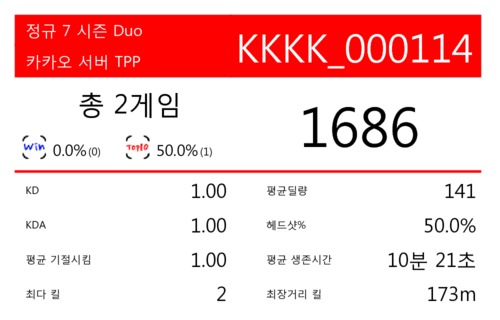 정규 7 시즌 Duo
카카오 서버 TPP
KKKK_000114
총 2게임
Win 0.0% (0)
TOP10 50.0% (1)
1686
KD 1.00
평균딜량 141
KDA 1.00
헤드샷% 50.0%
평균 기절시킴 1.00
평균 생존시간 10분 21초
최다 킬 2
최장거리 킬 173m